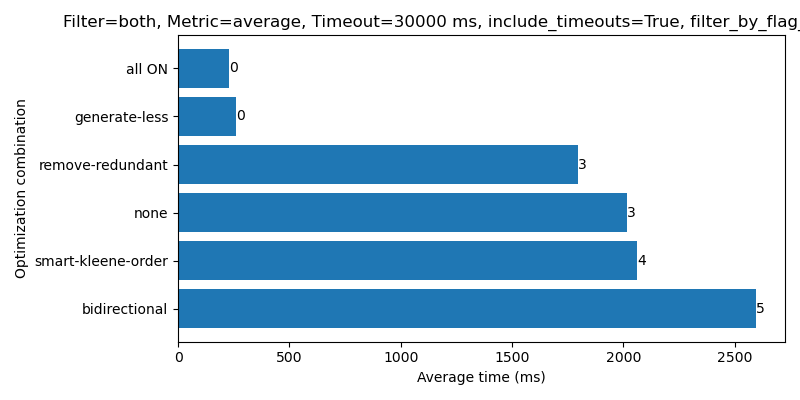 Filter=both, Metric=average, Timeout=30000 ms, include_timeouts=True, filter_by_flag_
Optimization combination
all ON
0
generate-less
0
remove-redundant
3
none
3
smart-kleene-order
4
bidirectional
5
0 500 1000 1500 2000 2500
Average time (ms)